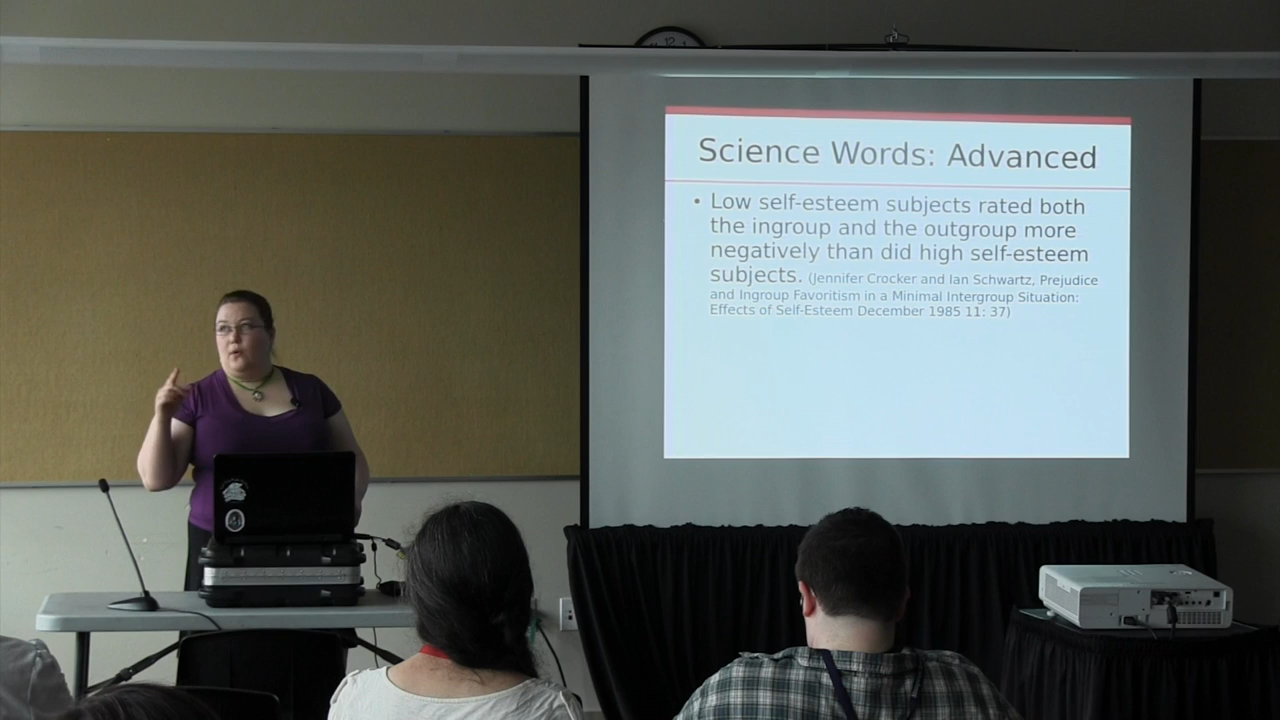 Science Words: Advanced
• Low self-esteem subjects rated both
the ingroup and the outgroup more
negatively than did high self-esteem
subjects. (Jennifer Crocker and Ian Schwartz, Prejudice
and Ingroup Favoritism in a Minimal Intergroup Situation:
Effects of Self-Esteem December 1985 11: 37)